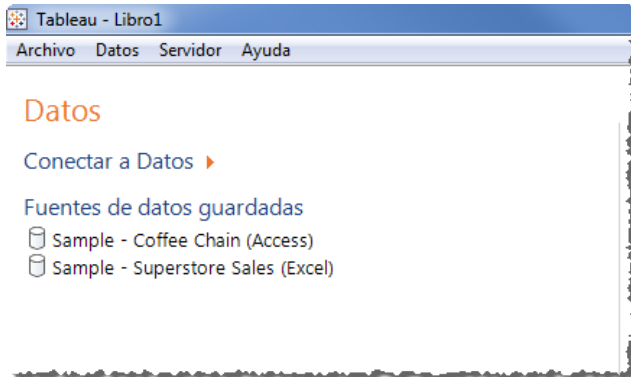 Tableau - Libro1
Archivo Datos Servidor Ayuda
Datos
Conectar a Datos
Fuentes de datos guardadas
Sample - Coffee Chain (Access)
Sample - Superstore Sales (Excel)